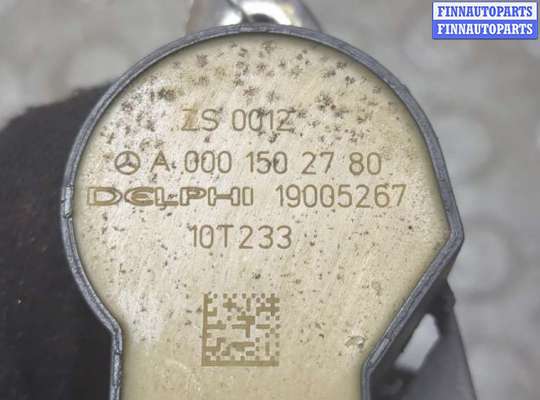 FINNAUTOPARTS
FINNAUTOPARTS
ZS 0012
A 000 150 27 80
DELPHI 19005267
10T233